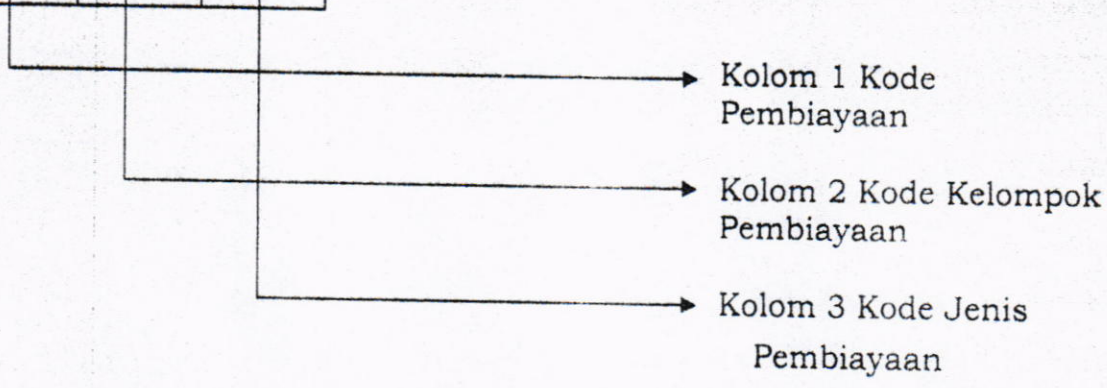 Kolom 1 Kode
Pembiayaan
Kolom 2 Kode Kelompok
Pembiayaan
Kolom 3 Kode Jenis
Pembiayaan